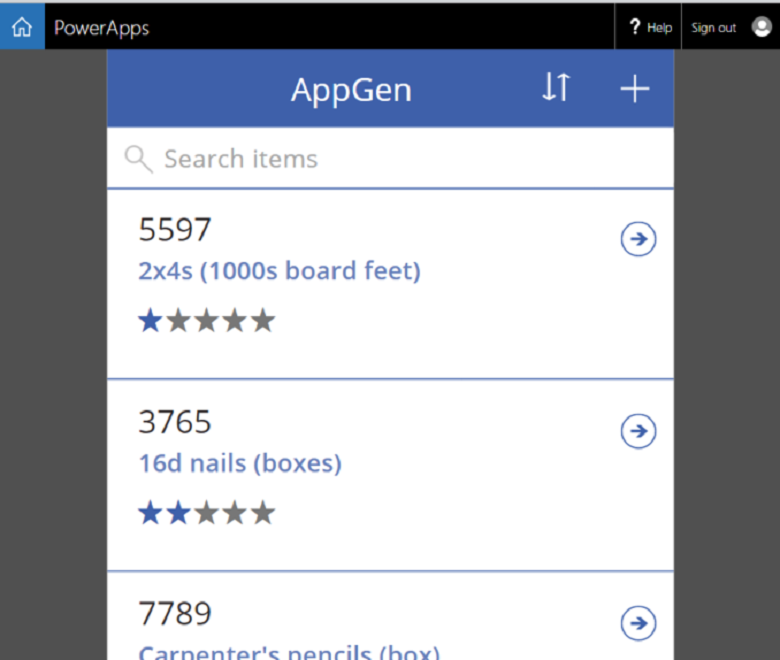 PowerApps
? Help
Sign out
AppGen
Search items
5597
2x4s (1000s board feet)
3765
16d nails (boxes)
7789
Carpenter's pencils (box)